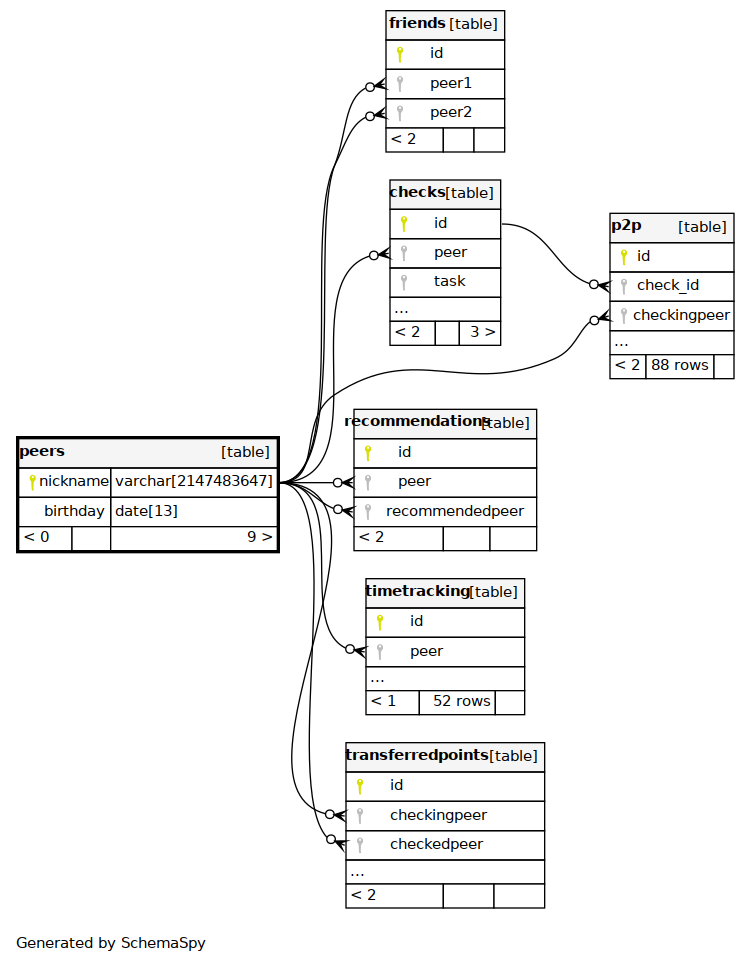 friends [table]
id
peer1
peer2
< 2
checks [table]
id
peer
task
...
< 2 3 >
p2p [table]
id
check_id
checkingpeer
...
< 2 88 rows
recommendations [table]
id
peer
recommendedpeer
< 2
peers [table]
nickname varchar[2147483647]
birthday date[13]
< 0 9 >
timetracking [table]
id
peer
...
< 1 52 rows
transferredpoints [table]
id
checkingpeer
checkedpeer
...
< 2
Generated by SchemaSpy